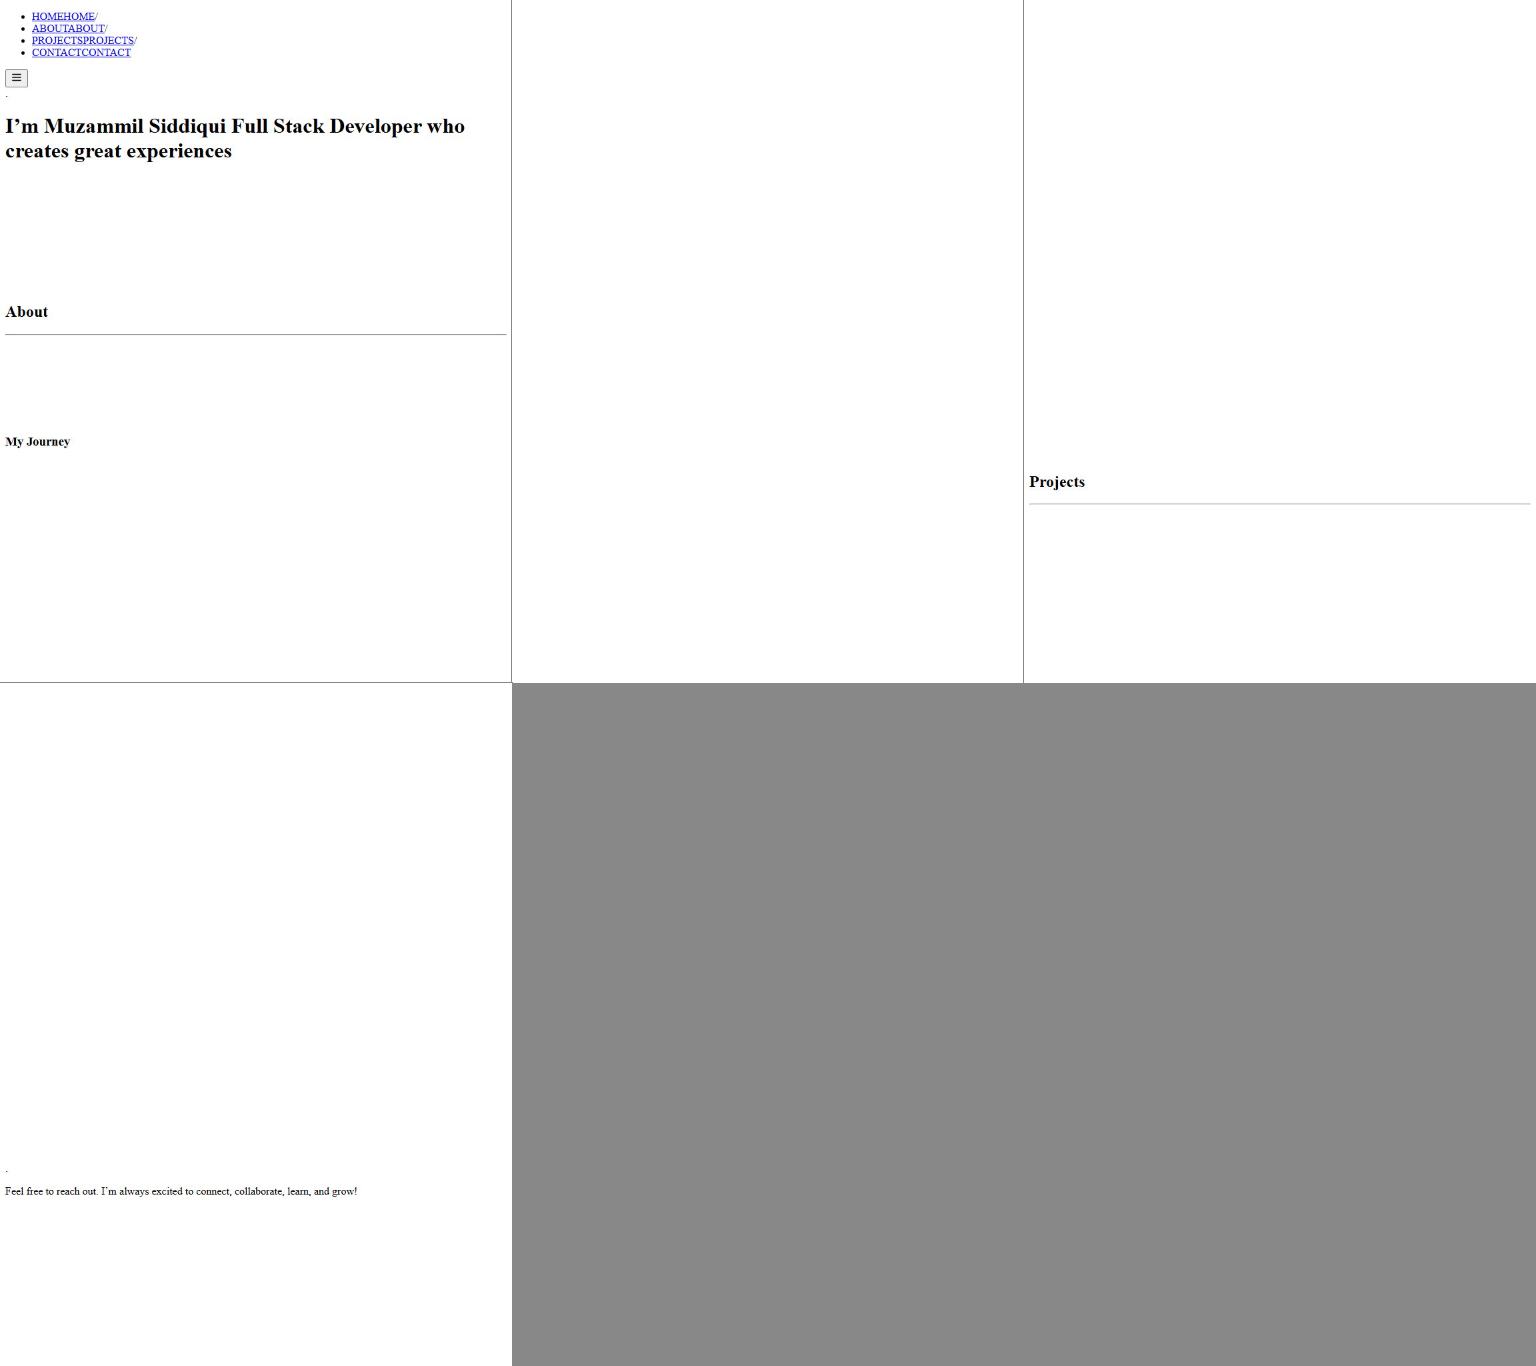 HOMEHOME/
ABOUTABOUT/
PROJECTSPROJECTS/
CONTACTCONTACT
.
I’m Muzammil Siddiqui Full Stack Developer who
creates great experiences
About
My Journey
Projects
.
Feel free to reach out. I’m always excited to connect, collaborate, learn, and grow!